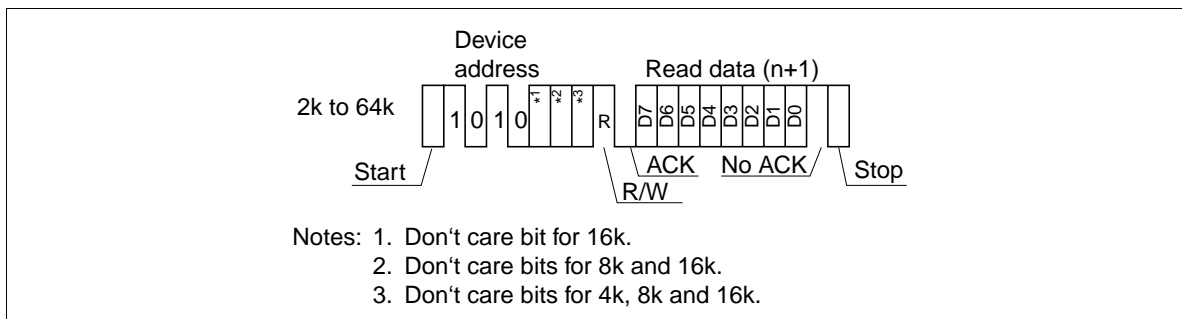 Device
address
Read data (n+1)
2k to 64k
1 0 1 0 *1 *2 *3 R D7 D6 D5 D4 D3 D2 D1 D0
Start
ACK
No ACK
Stop
R/W
Notes: 1. Don‘t care bit for 16k.
2. Don‘t care bits for 8k and 16k.
3. Don‘t care bits for 4k, 8k and 16k.